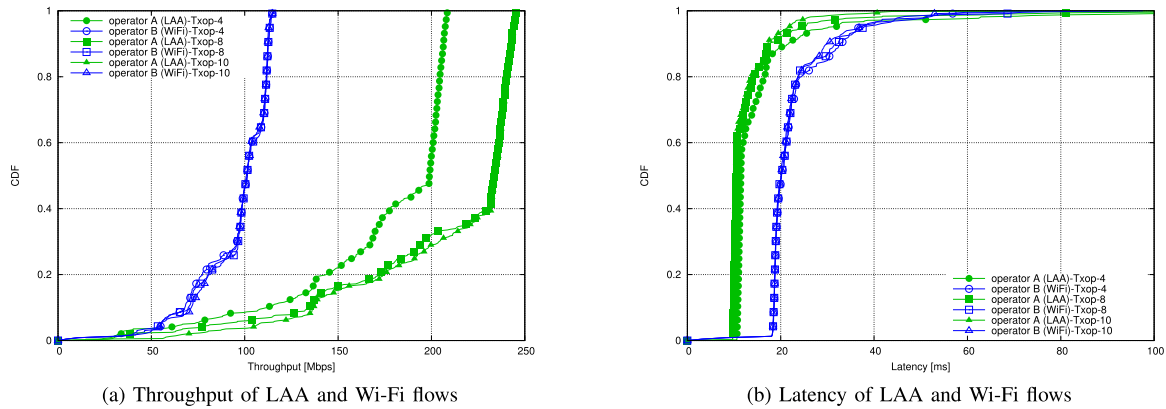 1
0.8
0.6
0.4
0.2
0
CDF
0 50 100 150 200 250
Throughput [Mbps]
operator A (LAA)-Txop-4
operator B (WiFi)-Txop-4
operator A (LAA)-Txop-8
operator B (WiFi)-Txop-8
operator A (LAA)-Txop-10
operator B (WiFi)-Txop-10
(a) Throughput of LAA and Wi-Fi flows
1
0.8
0.6
0.4
0.2
0
CDF
0 20 40 60 80 100
Latency [ms]
operator A (LAA)-Txop-4
operator B (WiFi)-Txop-4
operator A (LAA)-Txop-8
operator B (WiFi)-Txop-8
operator A (LAA)-Txop-10
operator B (WiFi)-Txop-10
(b) Latency of LAA and Wi-Fi flows